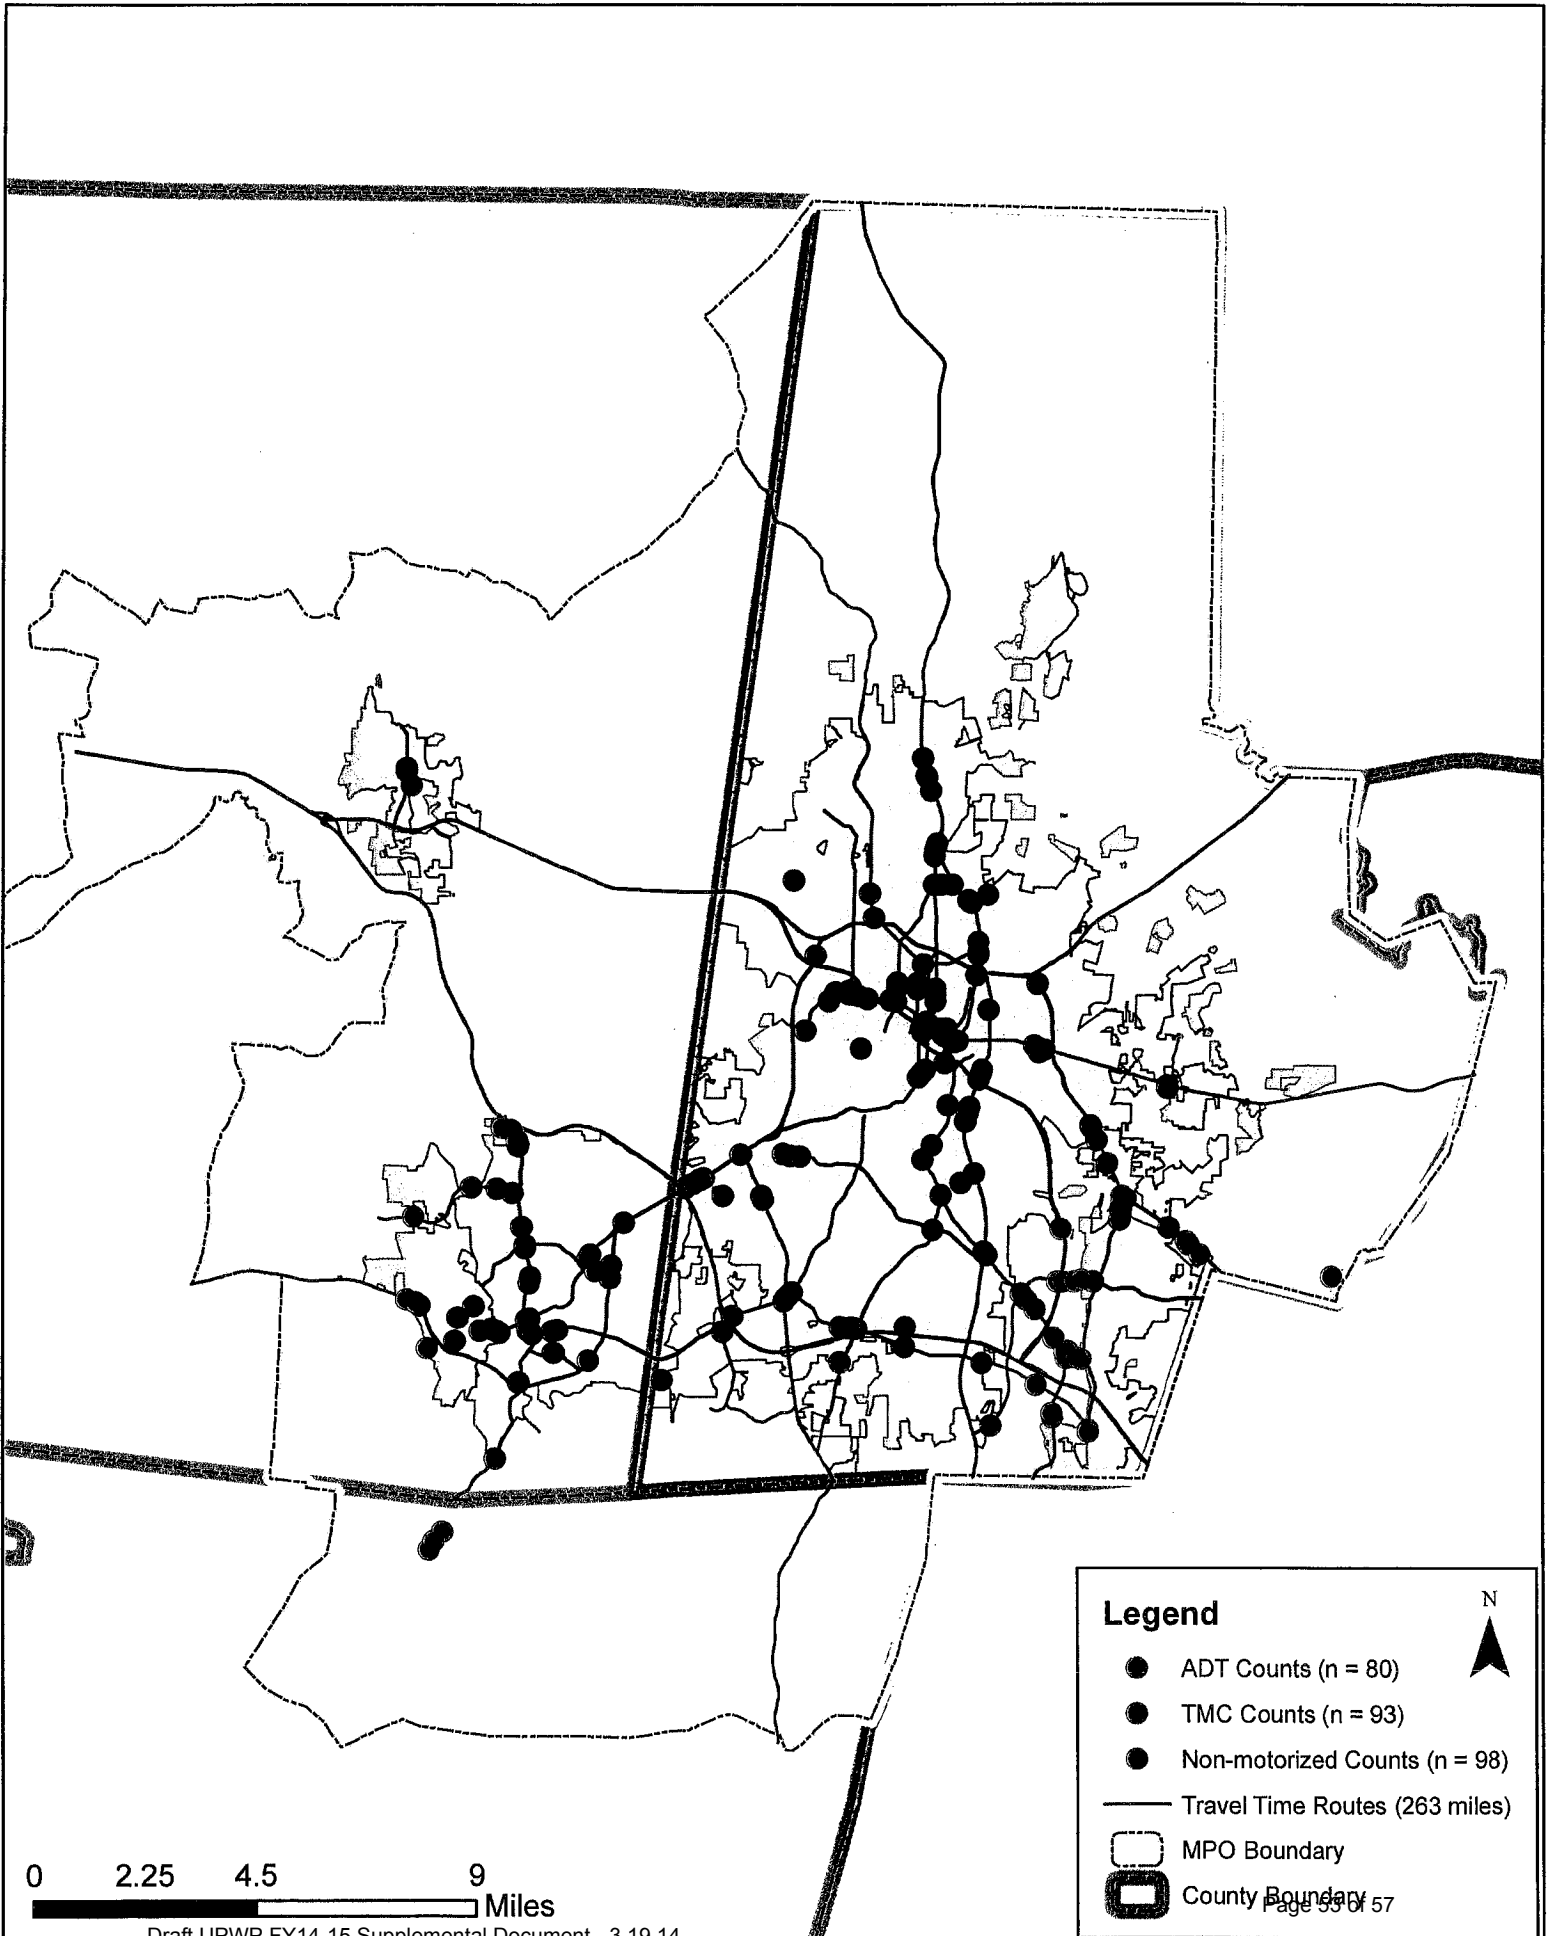 Legend
N
ADT Counts (n = 80)
TMC Counts (n = 93)
Non-motorized Counts (n = 98)
Travel Time Routes (263 miles)
MPO Boundary
County Boundary
Page 53 of 57
0 2.25 4.5 9
Miles
Draft UPWP FY14-15 Supplemental Document - 3.19.14